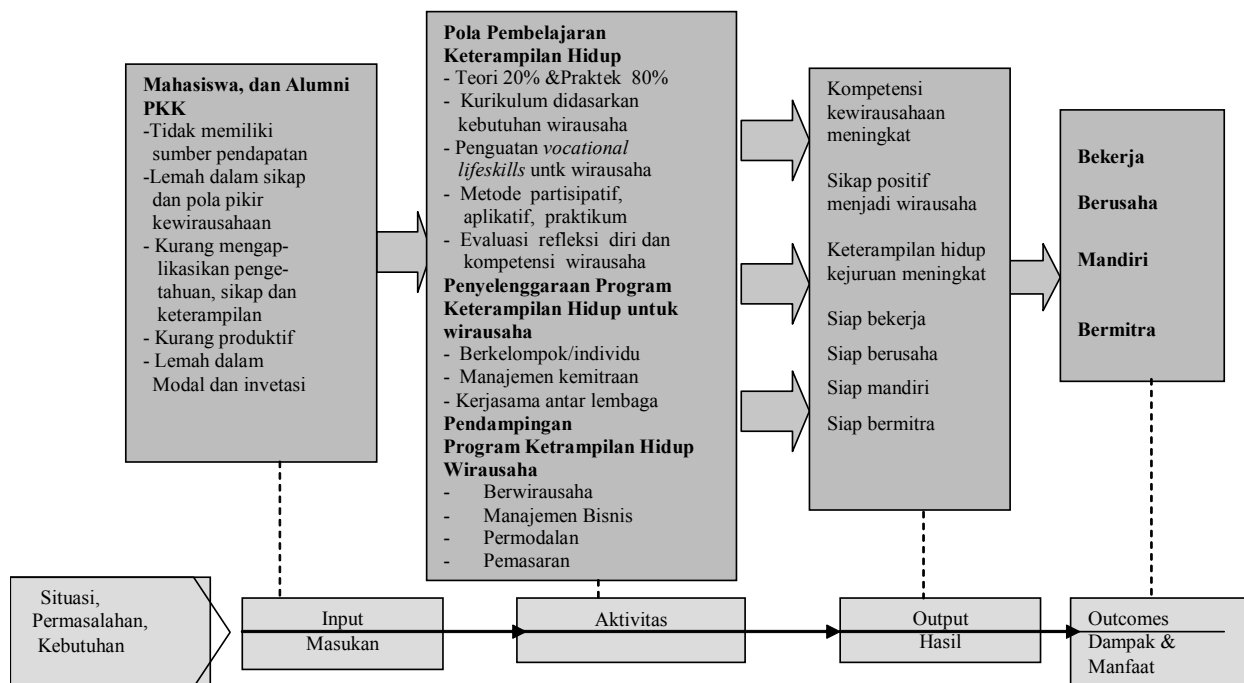 Mahasiswa, dan Alumni
PKK
-Tidak memiliki
sumber pendapatan
-Lemah dalam sikap
dan pola pikir
kewirausahaan
- Kurang mengap-
likasikan penge-
tahuan, sikap dan
keterampilan
- Kurang produktif
- Lemah dalam
Modal dan invetasi
Pola Pembelajaran
Keterampilan Hidup
- Teori 20% &Praktek 80%
- Kurikulum didasarkan
kebutuhan wirausaha
- Penguatan vocational
lifeskills untk wirausaha
- Metode partisipatif,
aplikatif, praktikum
- Evaluasi refleksi diri dan
kompetensi wirausaha
Penyelenggaraan Program
Keterampilan Hidup untuk
wirausaha
- Berkelompok/individu
- Manajemen kemitraan
- Kerjasama antar lembaga
Pendampingan
Program Ketrampilan Hidup
Wirausaha
- Berwirausaha
- Manajemen Bisnis
- Permodalan
- Pemasaran
Kompetensi
kewirausahaan
meningkat
Sikap positif
menjadi wirausaha
Keterampilan hidup
kejuruan meningkat
Siap bekerja
Siap berusaha
Siap mandiri
Siap bermitra
Bekerja
Berusaha
Mandiri
Bermitra
Situasi,
Permasalahan,
Kebutuhan
Input
Masukan
Aktivitas
Output
Hasil
Outcomes
Dampak &
Manfaat